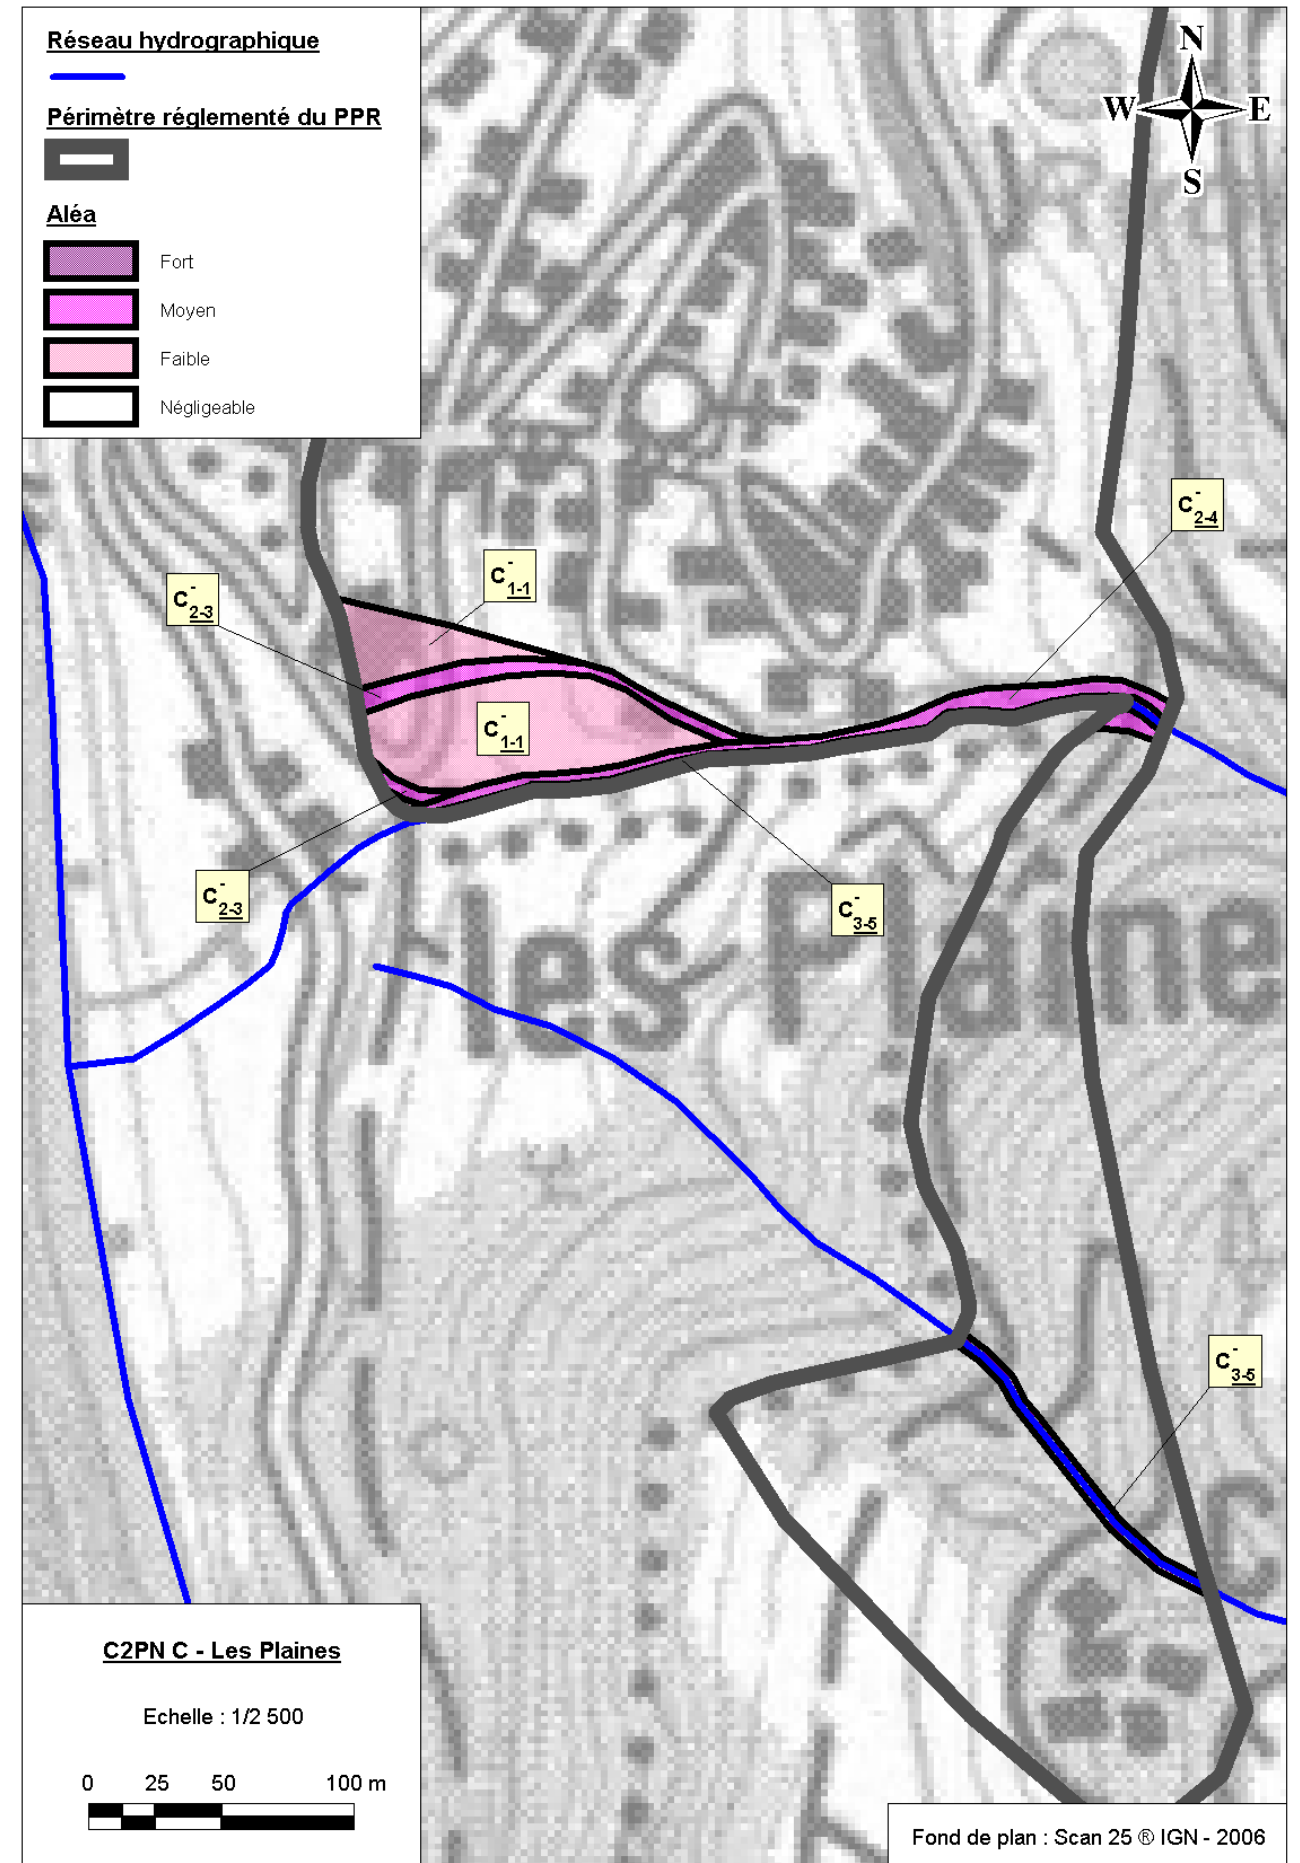 Réseau hydrographique
Périmètre réglementé du PPR
Aléa
Fort
Moyen
Faible
Négligeable
N
W E
S
C-2-4
C-1-1
C-2-3
C-1-1
C-2-3
C-3-5
les Plaine
C-3-5
C
C2PN C - Les Plaines
Echelle : 1/2 500
0 25 50 100 m
Fond de plan : Scan 25 ® IGN - 2006